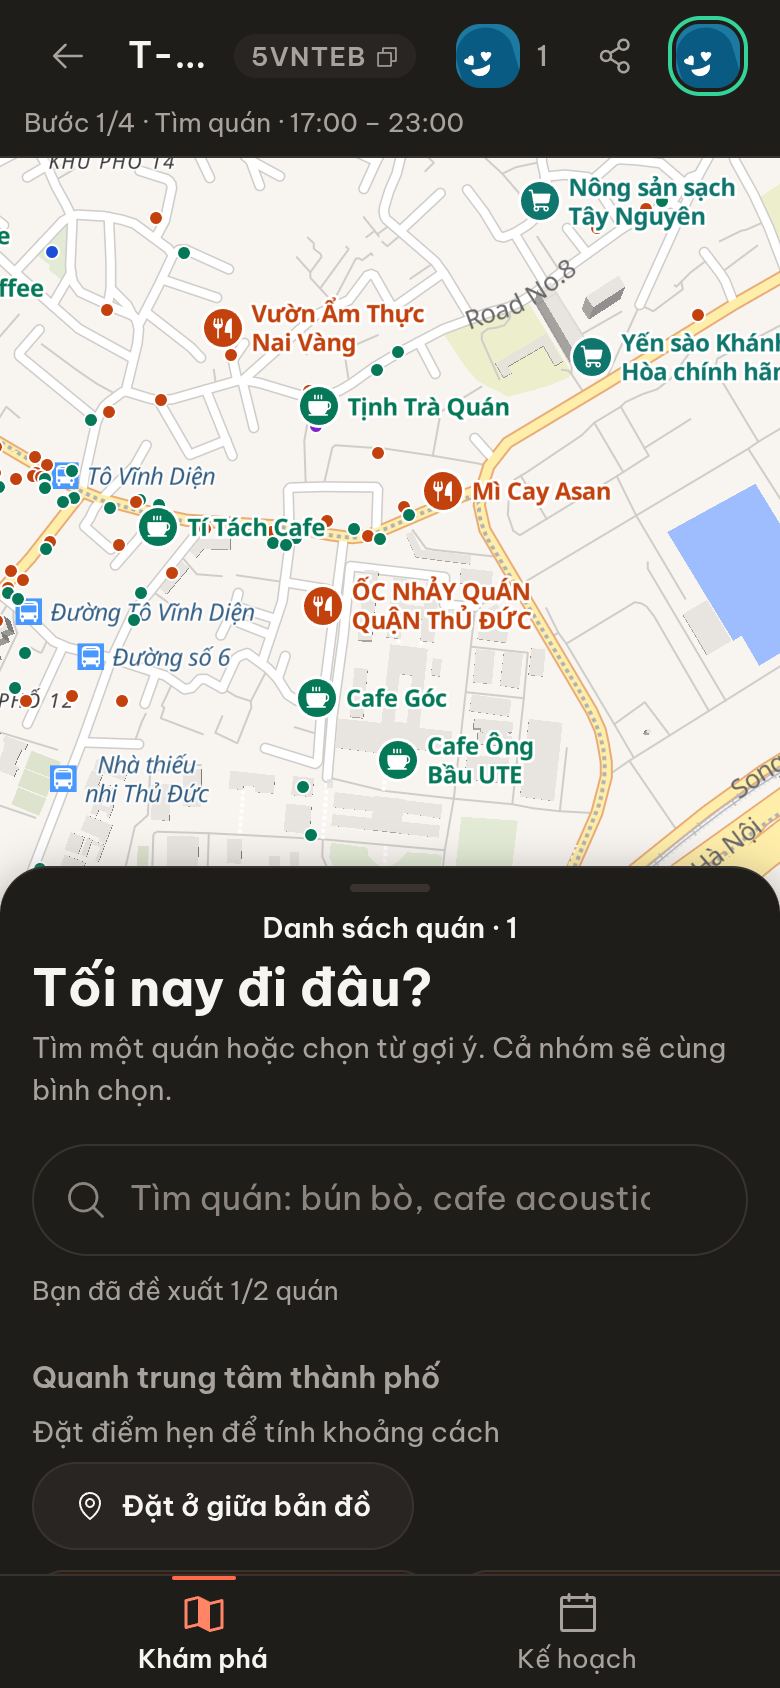 T-...
5VNTEB
1
Bước 1/4 · Tìm quán · 17:00 – 23:00
KHU PHỐ 14
Nông sản sạch
Tây Nguyên
ffee
Road No.8
Vườn Ẩm Thực
Nai Vàng
Yến sào Khánh
Hòa chính hãn
Tịnh Trà Quán
Tô Vĩnh Diện
Mì Cay Asan
Tí Tách Cafe
ỐC NhẢY QuÁN
QuẬN ThỦ ĐỨC
Đường Tô Vĩnh Diện
Đường số 6
PHỐ 12
Cafe Góc
Cafe Ông
Bầu UTE
Nhà thiếu
nhi Thủ Đức
Song
Hà Nội
Danh sách quán · 1
Tối nay đi đâu?
Tìm một quán hoặc chọn từ gợi ý. Cả nhóm sẽ cùng
bình chọn.
Tìm quán: bún bò, cafe acoustic
Bạn đã đề xuất 1/2 quán
Quanh trung tâm thành phố
Đặt điểm hẹn để tính khoảng cách
Đặt ở giữa bản đồ
Khám phá
Kế hoạch